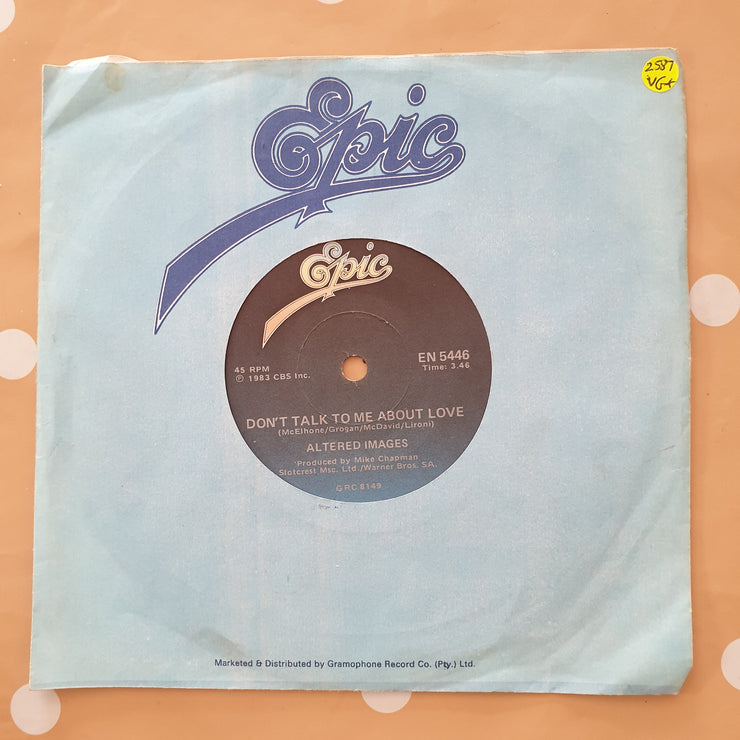 2587
VG+
Epic
Epic
45 RPM
℗ 1983 CBS Inc.
EN 5446
Time: 3.46
DON'T TALK TO ME ABOUT LOVE
(McElhone/Grogan/McDavid/Lironi)
ALTERED IMAGES
Produced by Mike Chapman
Slotcrest Msc. Ltd./Warner Bros. SA.
GRC 8149
Marketed & Distributed by Gramophone Record Co. (Pty.) Ltd.